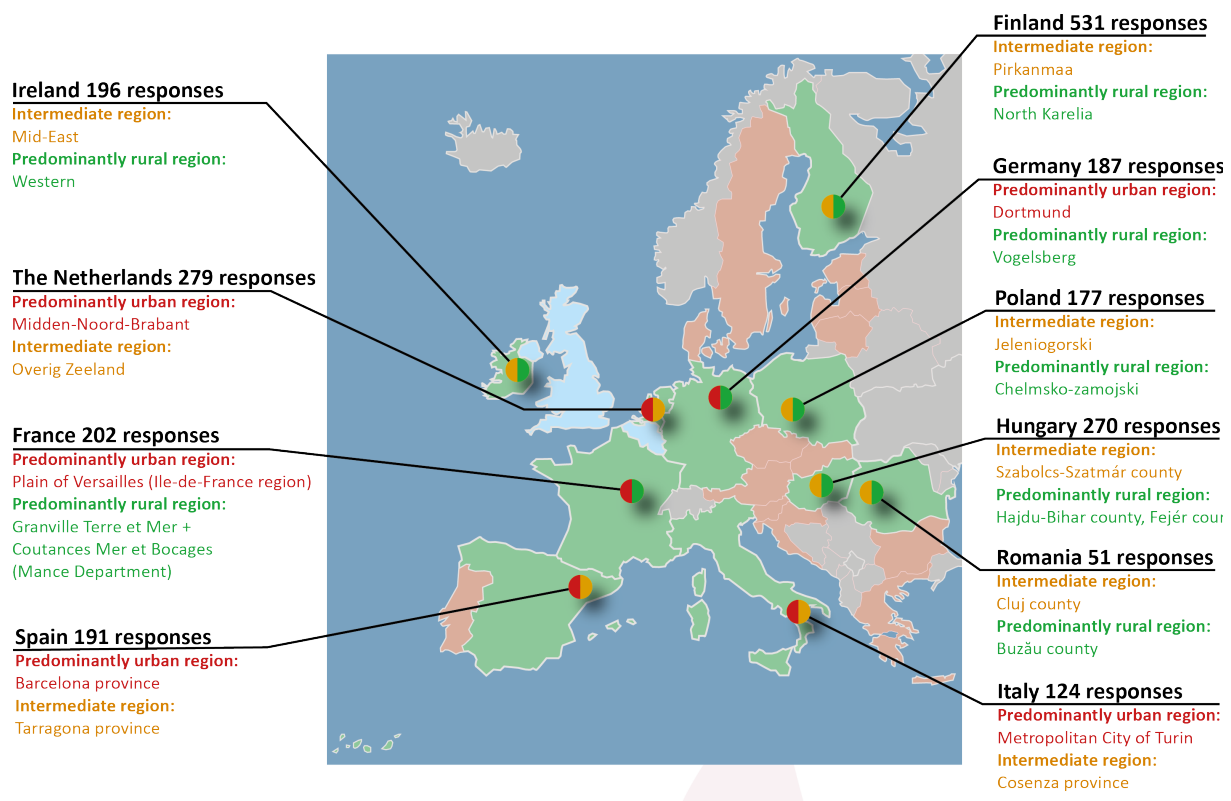 Ireland 196 responses
Intermediate region:
Mid-East
Predominantly rural region:
Western
The Netherlands 279 responses
Predominantly urban region:
Midden-Noord-Brabant
Intermediate region:
Overig Zeeland
France 202 responses
Predominantly urban region:
Plain of Versailles (Ile-de-France region)
Predominantly rural region:
Granville Terre et Mer +
Coutances Mer et Bocages
(Mance Department)
Spain 191 responses
Predominantly urban region:
Barcelona province
Intermediate region:
Tarragona province
Finland 531 responses
Intermediate region:
Pirkanmaa
Predominantly rural region:
North Karelia
Germany 187 responses
Predominantly urban region:
Dortmund
Predominantly rural region:
Vogelsberg
Poland 177 responses
Intermediate region:
Jeleniogorski
Predominantly rural region:
Chelmsko-zamojski
Hungary 270 responses
Intermediate region:
Szabolcs-Szatmár county
Predominantly rural region:
Hajdu-Bihar county, Fejér
Romania 51 responses
Intermediate region:
Cluj county
Predominantly rural region:
Buzău county
Italy 124 responses
Predominantly urban region:
Metropolitan City of Turin
Intermediate region:
Cosenza province